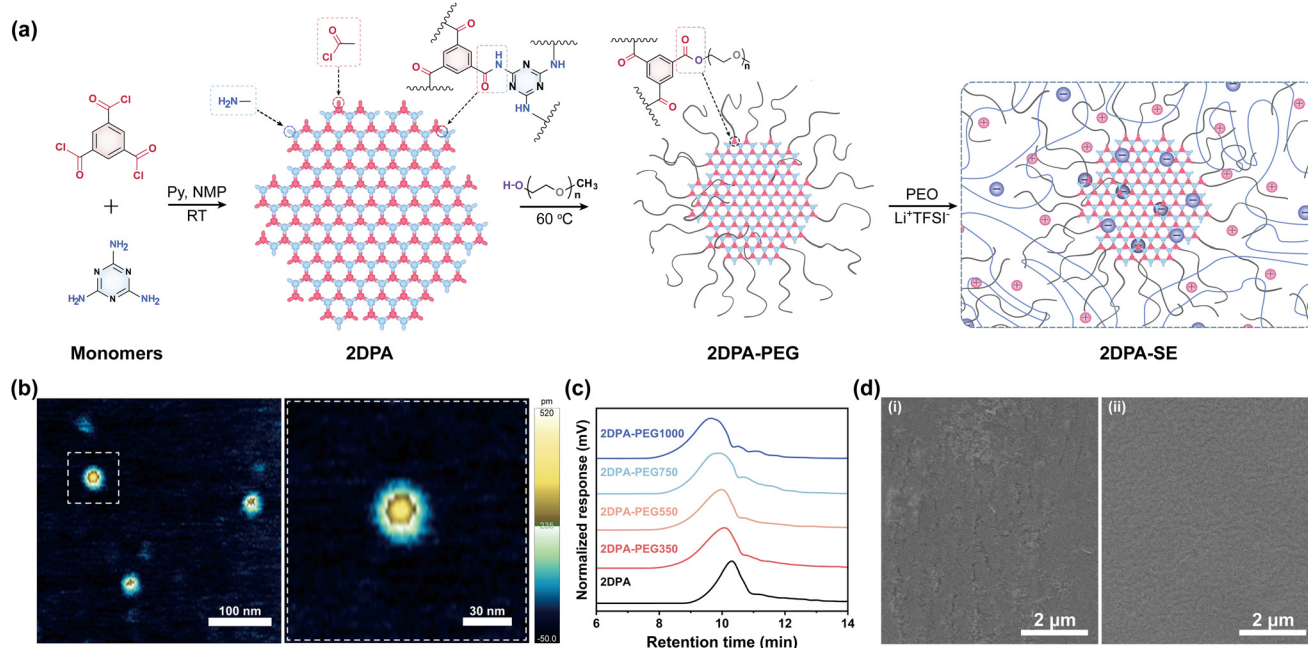 (a)
O
Cl
H₂N
O
Cl
Cl
O
O
Cl
+
NH₂
N
N
H₂N
N
NH₂
Py, NMP
RT
O
O
H
N
O
N
N
N
NH
NH
H-O
O
CH₃
n
60 °C
O
O
O
O
O
n
PEO
Li⁺TFSI⁻
Monomers
2DPA
2DPA-PEG
2DPA-SE
(b)
pm
520
235
-50.0
100 nm
30 nm
(c)
Normalized response (mV)
2DPA-PEG1000
2DPA-PEG750
2DPA-PEG550
2DPA-PEG350
2DPA
6 8 10 12 14
Retention time (min)
(d)
(i)
2 µm
(ii)
2 µm